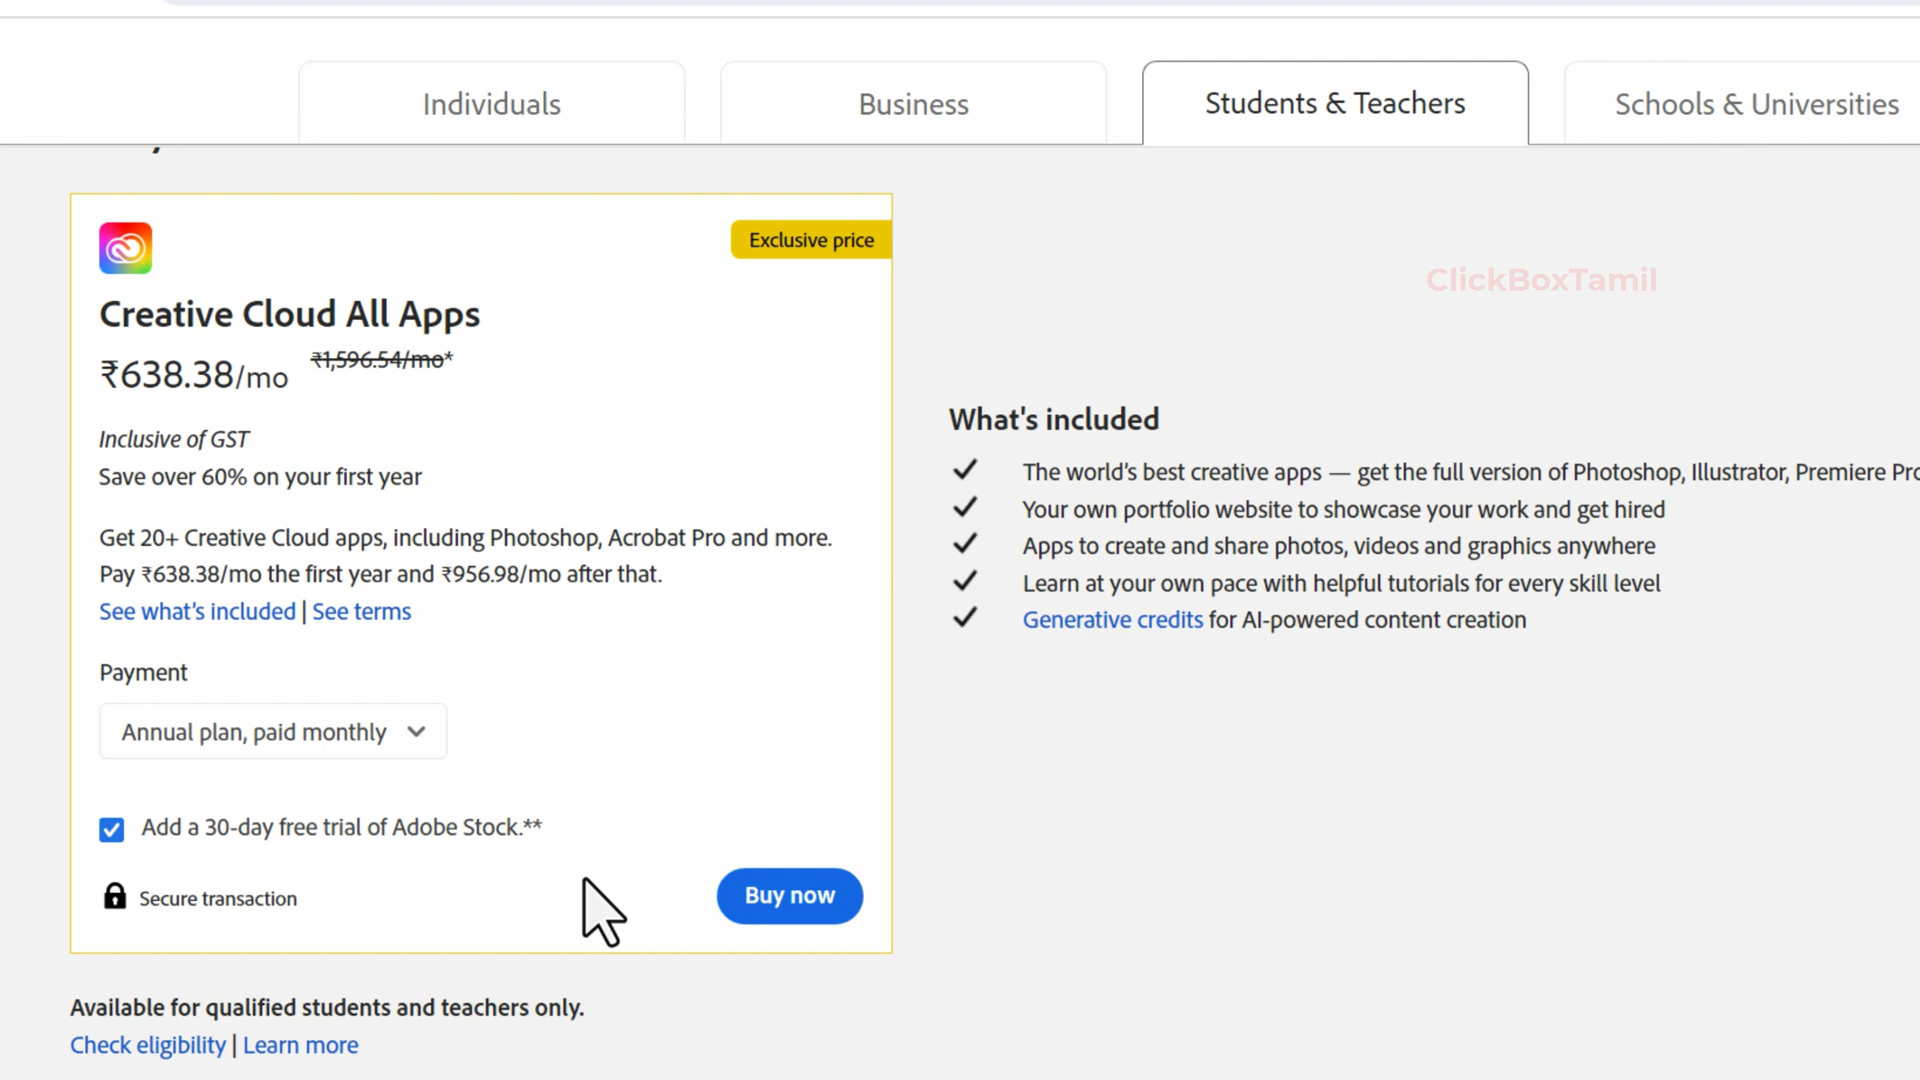 Individuals
Business
Students & Teachers
Schools & Universities
Exclusive price
ClickBoxTamil
Creative Cloud All Apps
₹638.38/mo ₹1,596.54/mo*
Inclusive of GST
Save over 60% on your first year
Get 20+ Creative Cloud apps, including Photoshop, Acrobat Pro and more.
Pay ₹638.38/mo the first year and ₹956.98/mo after that.
See what's included | See terms
Payment
Annual plan, paid monthly
Add a 30-day free trial of Adobe Stock.**
Secure transaction
Buy now
Available for qualified students and teachers only.
Check eligibility | Learn more
What's included
The world's best creative apps — get the full version of Photoshop, Illustrator, Premiere
Your own portfolio website to showcase your work and get hired
Apps to create and share photos, videos and graphics anywhere
Learn at your own pace with helpful tutorials for every skill level
Generative credits for AI-powered content creation